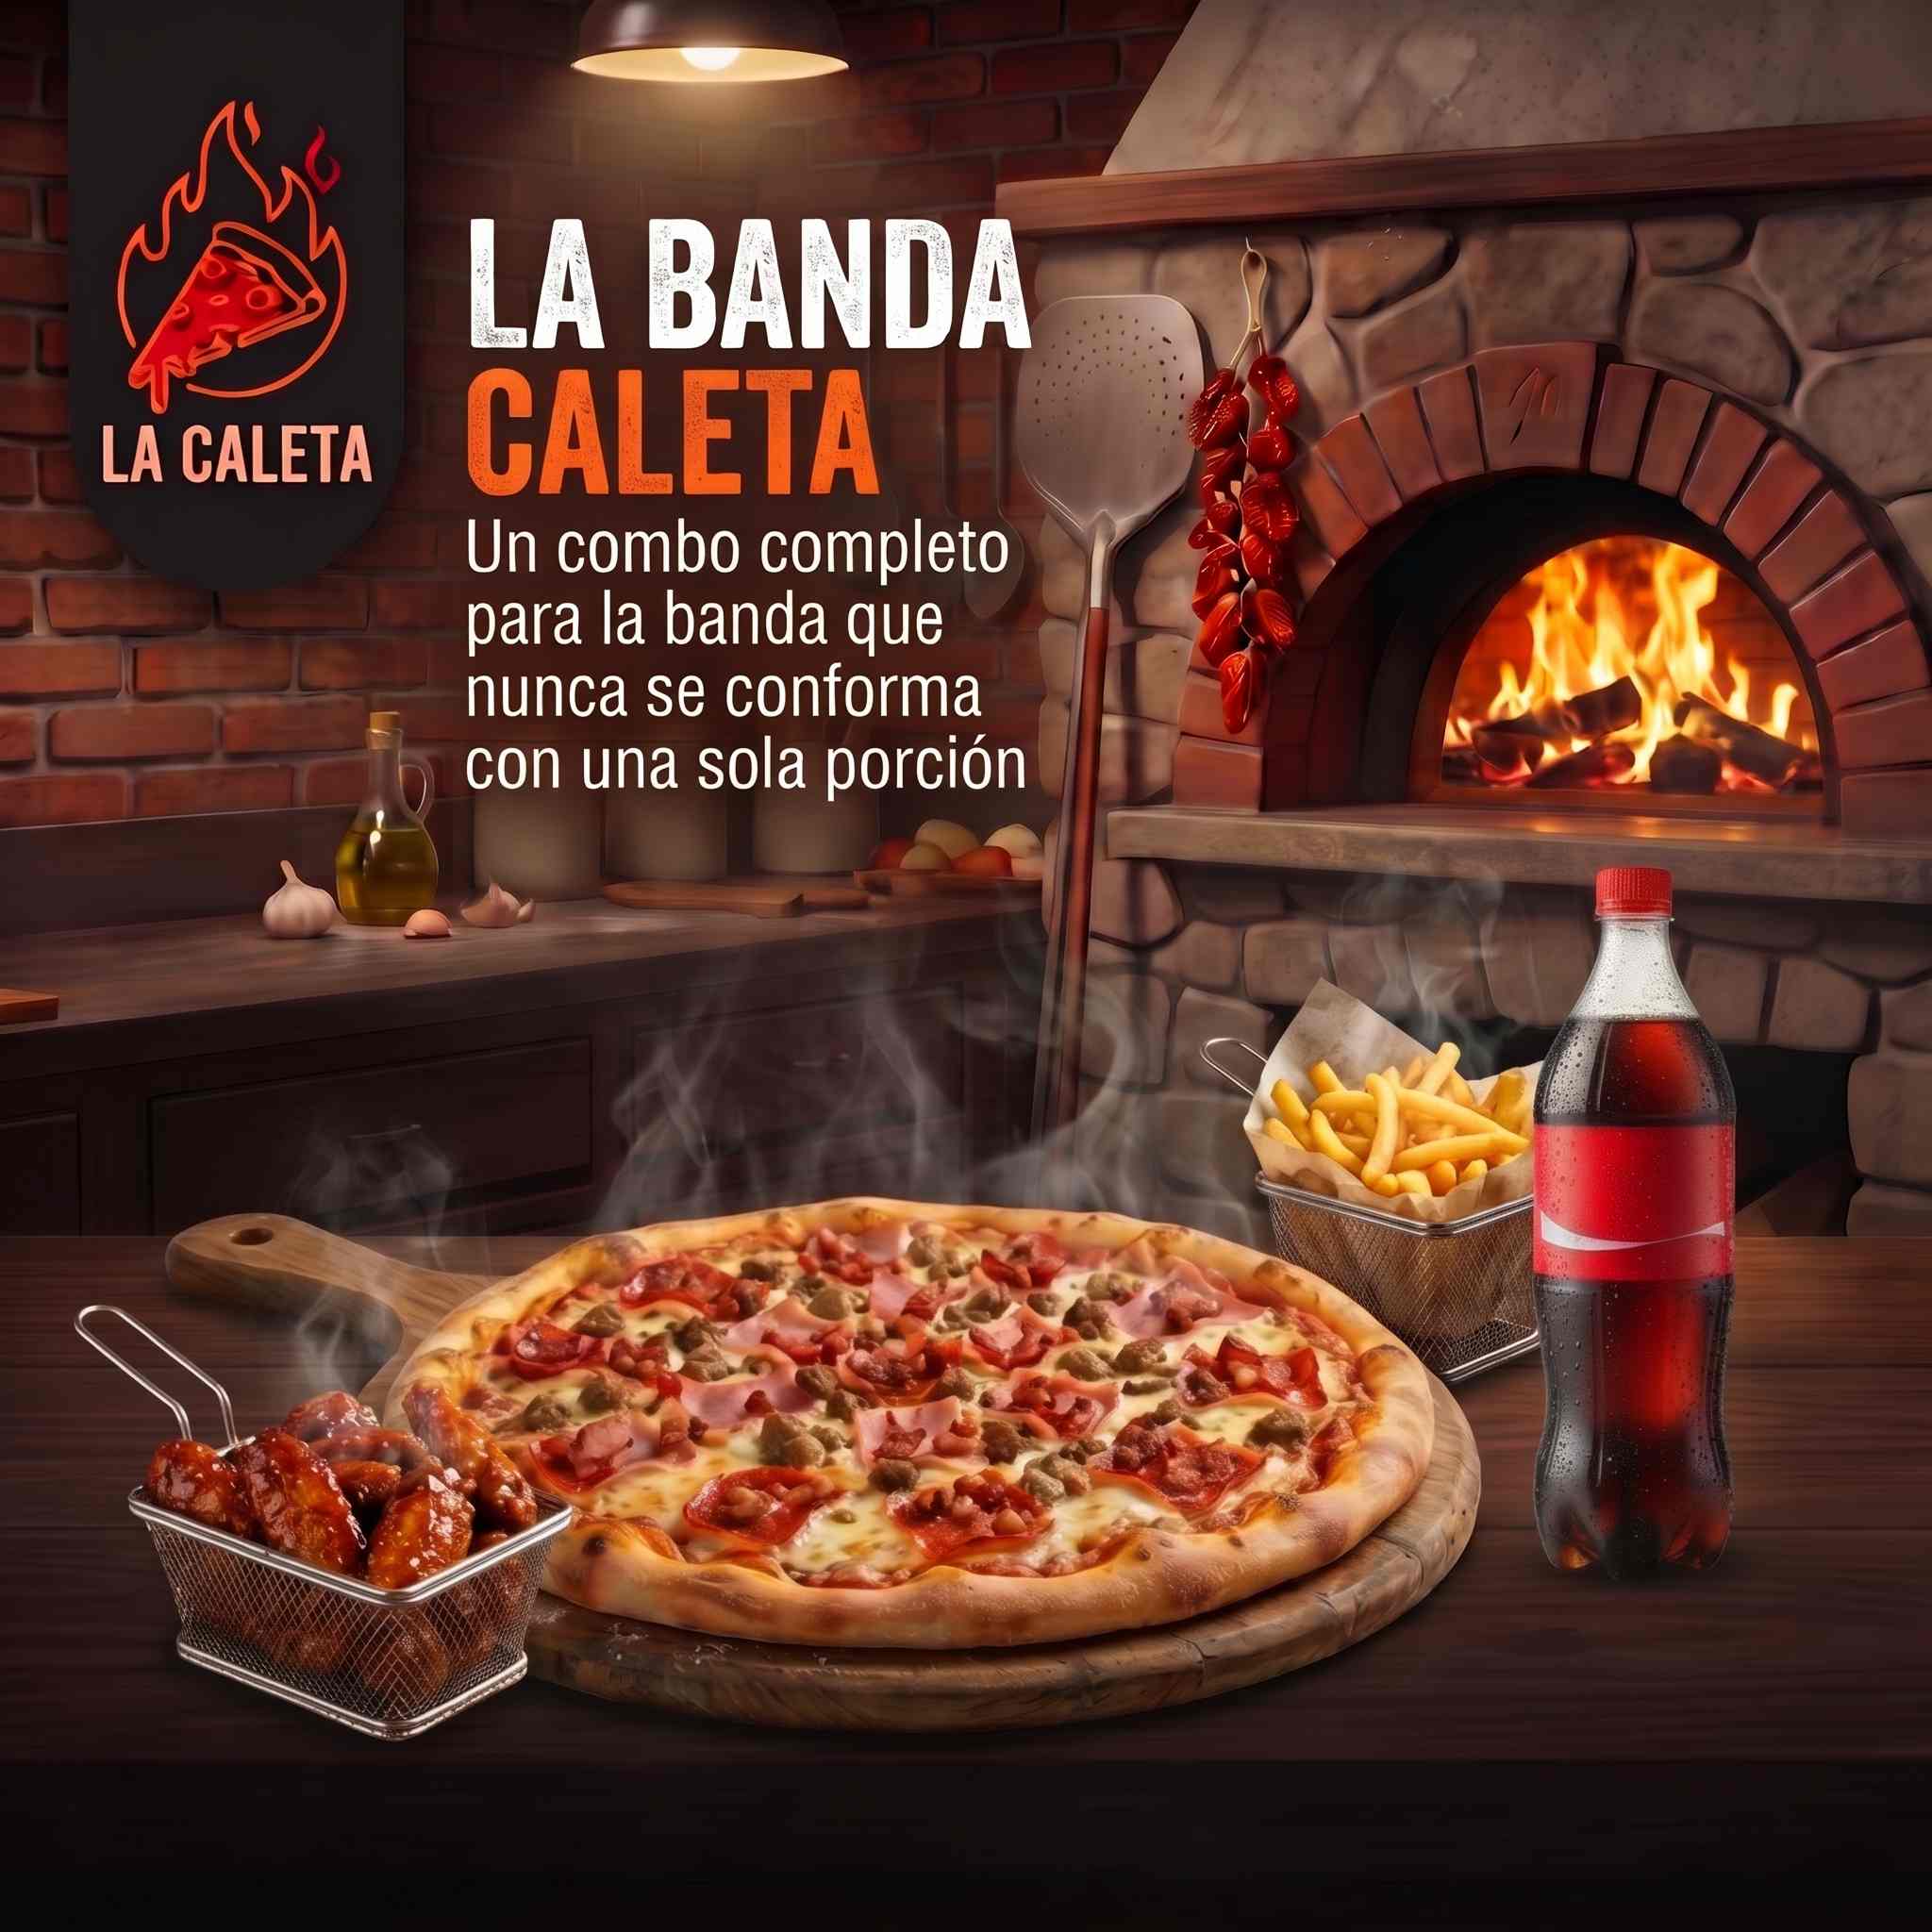 LA CALETA
LA BANDA
CALETA
Un combo completo
para la banda que
nunca se conforma
con una sola porción